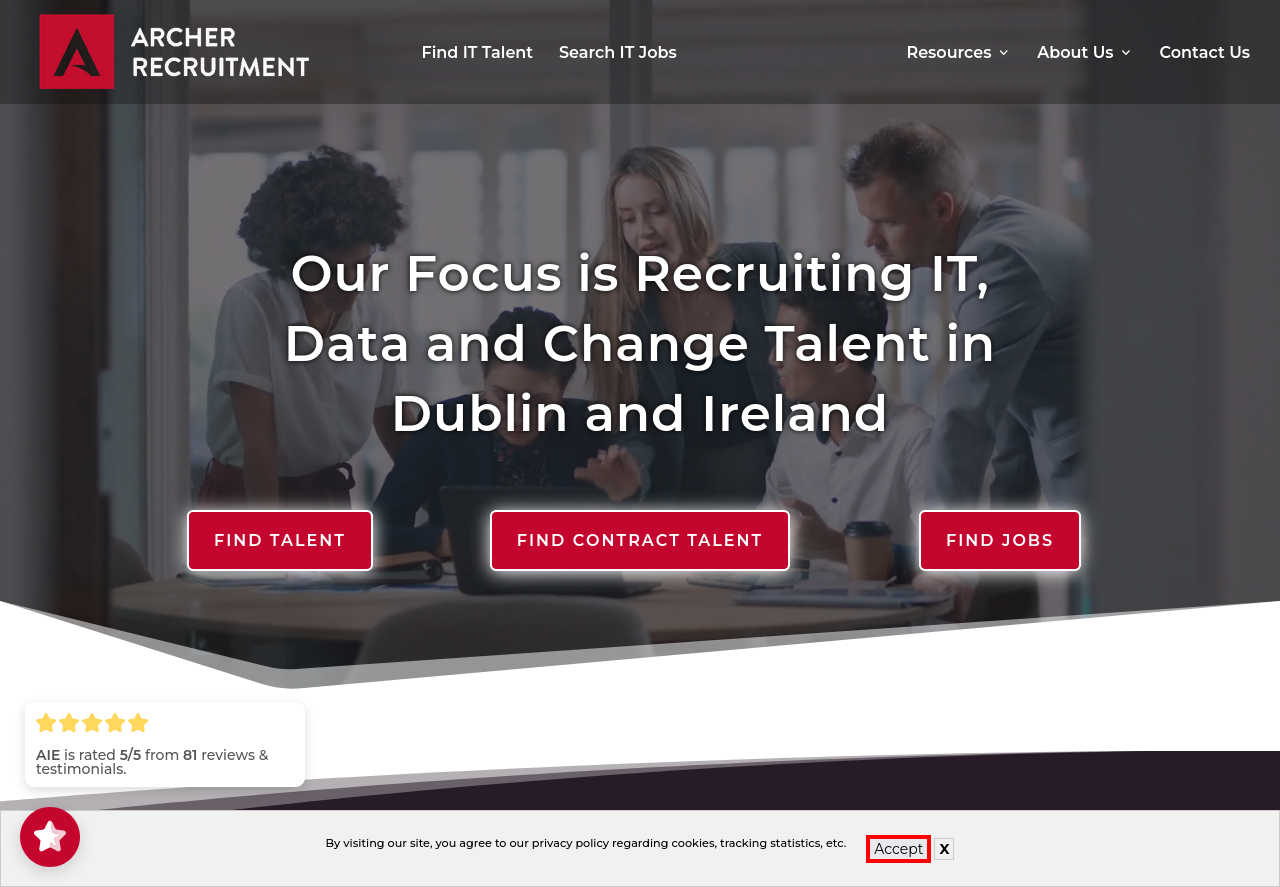 ARCHER
RECRUITMENT
Find IT Talent
Search IT Jobs
Resources
About Us
Contact Us
Our Focus is Recruiting IT,
Data and Change Talent in
Dublin and Ireland
FIND TALENT
FIND CONTRACT TALENT
FIND JOBS
AIE is rated 5/5 from 81 reviews &
testimonials.
By visiting our site, you agree to our privacy policy regarding cookies, tracking statistics, etc.
Accept
X